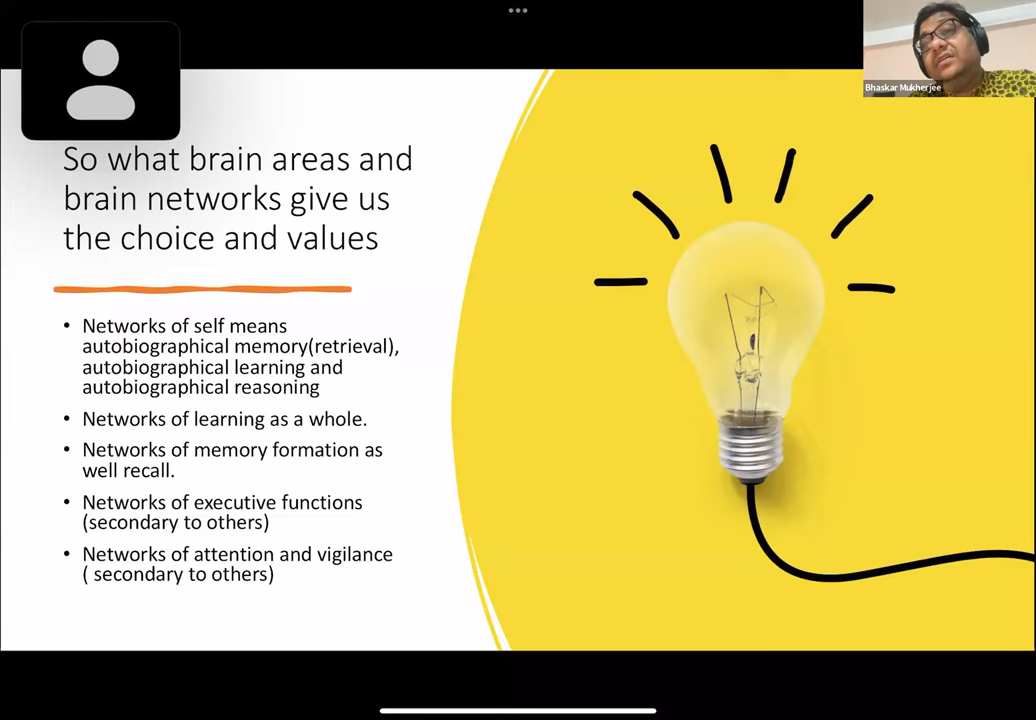 Bhaskar Mukherjee
So what brain areas and
brain networks give us
the choice and values
• Networks of self means
autobiographical memory(retrieval),
autobiographical learning and
autobiographical reasoning
• Networks of learning as a whole.
• Networks of memory formation as
well recall.
• Networks of executive functions
(secondary to others)
• Networks of attention and vigilance
( secondary to others)